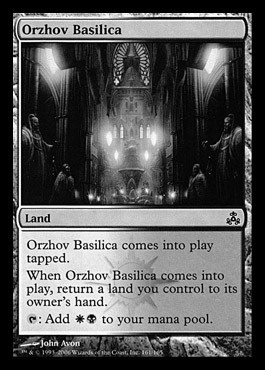 Orzhov Basilica
Land
Orzhov Basilica comes into play
tapped.
When Orzhov Basilica comes into
play, return a land you control to its
owner's hand.
: Add to your mana pool.
John Avon
™ & © 1993-2006 Wizards of the Coast, Inc. 161/165